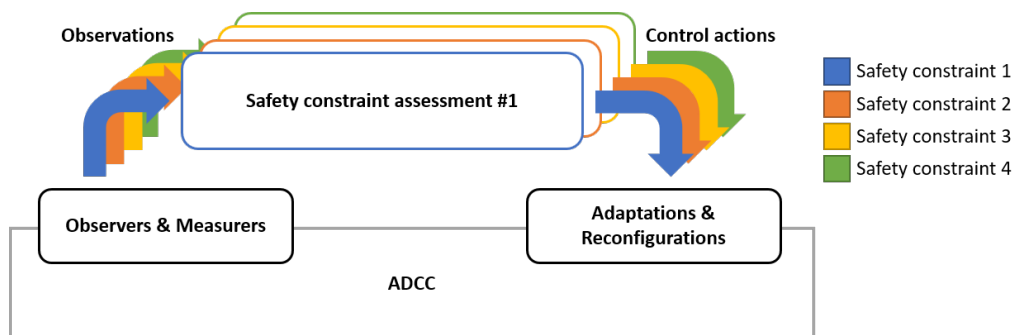 Observations
Control actions
Safety constraint assessment #1
Safety constraint 1
Safety constraint 2
Safety constraint 3
Safety constraint 4
Observers & Measurers
Adaptations &
Reconfigurations
ADCC